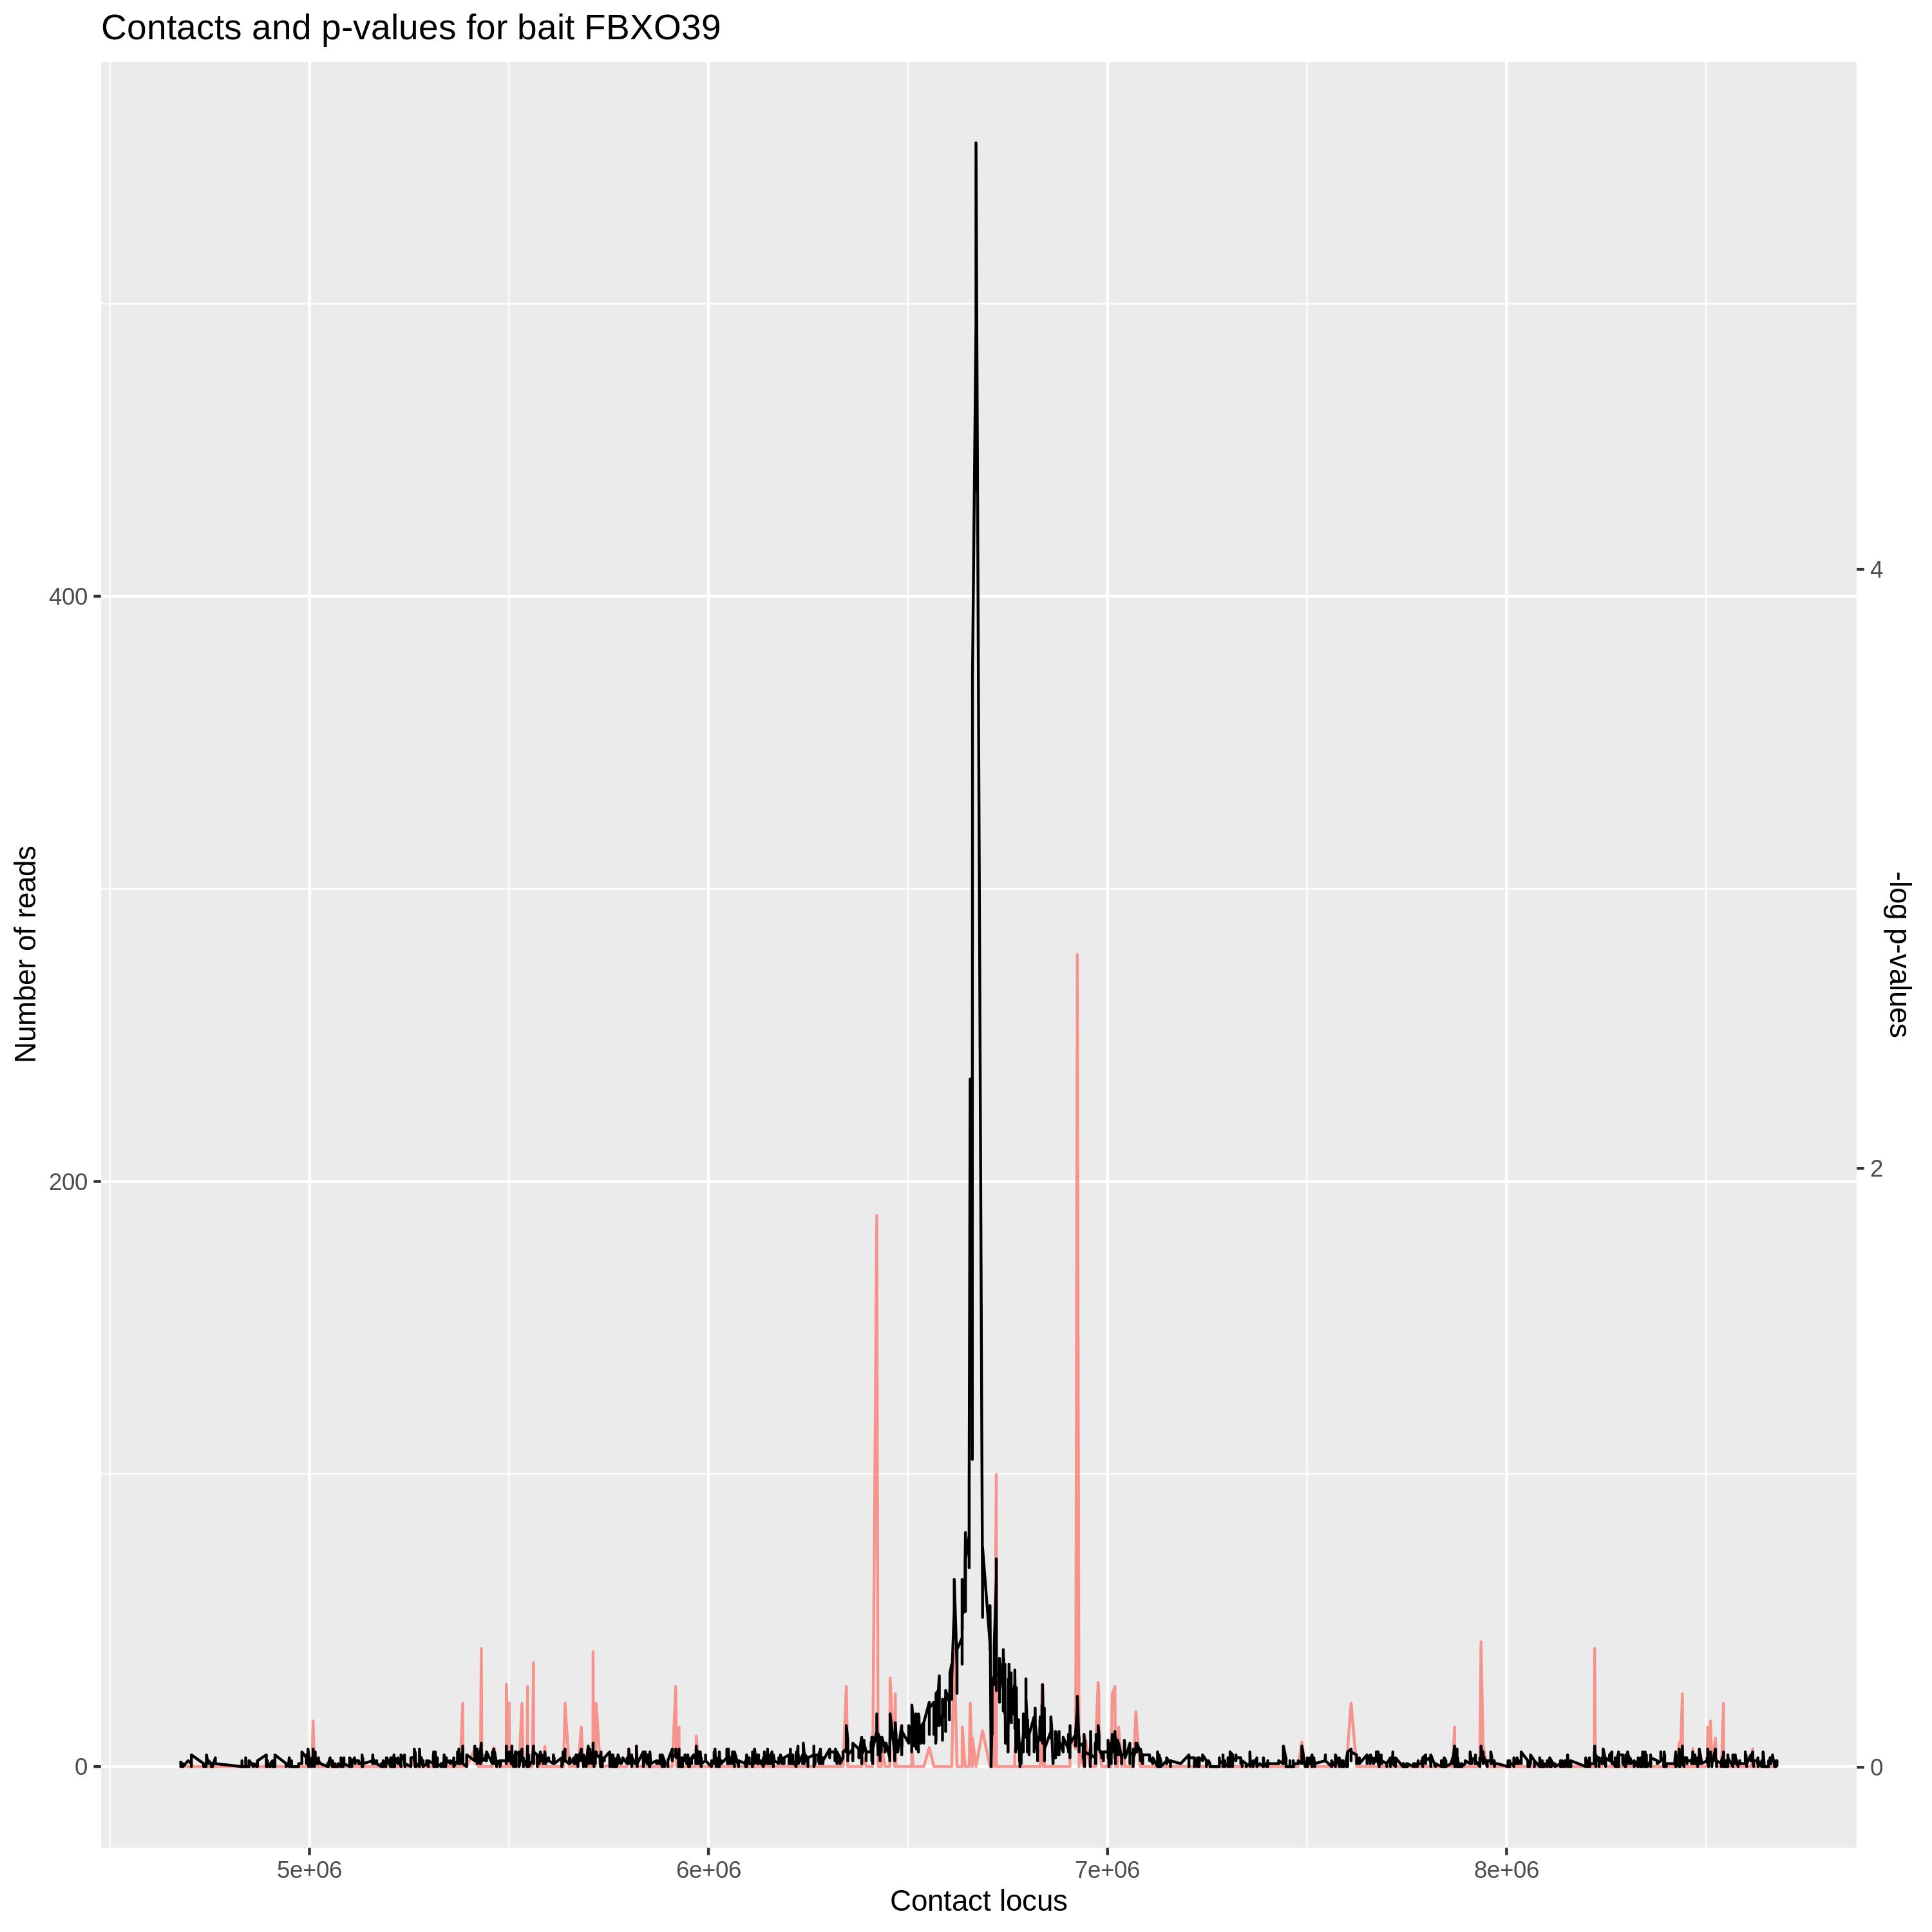 Contacts and p-values for bait FBXO39
Number of reads
400
200
0
4
2
0
-log p-values
5e+06 6e+06 7e+06 8e+06
Contact locus